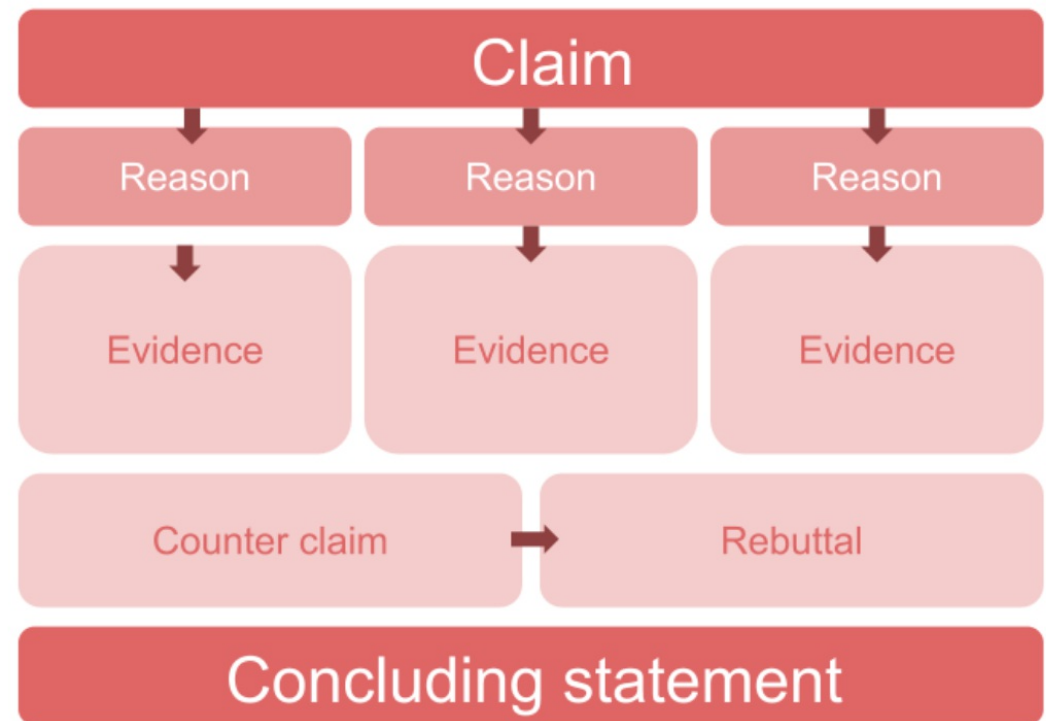 Claim
Reason
Reason
Reason
Evidence
Evidence
Evidence
Counter claim
Rebuttal
Concluding statement